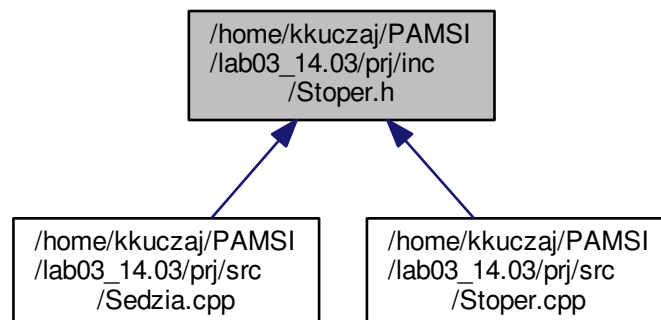 /home/kkuczaj/PAMSI
/lab03_14.03/prj/inc
/Stoper.h
/home/kkuczaj/PAMSI
/lab03_14.03/prj/src
/Sedzia.cpp
/home/kkuczaj/PAMSI
/lab03_14.03/prj/src
/Stoper.cpp